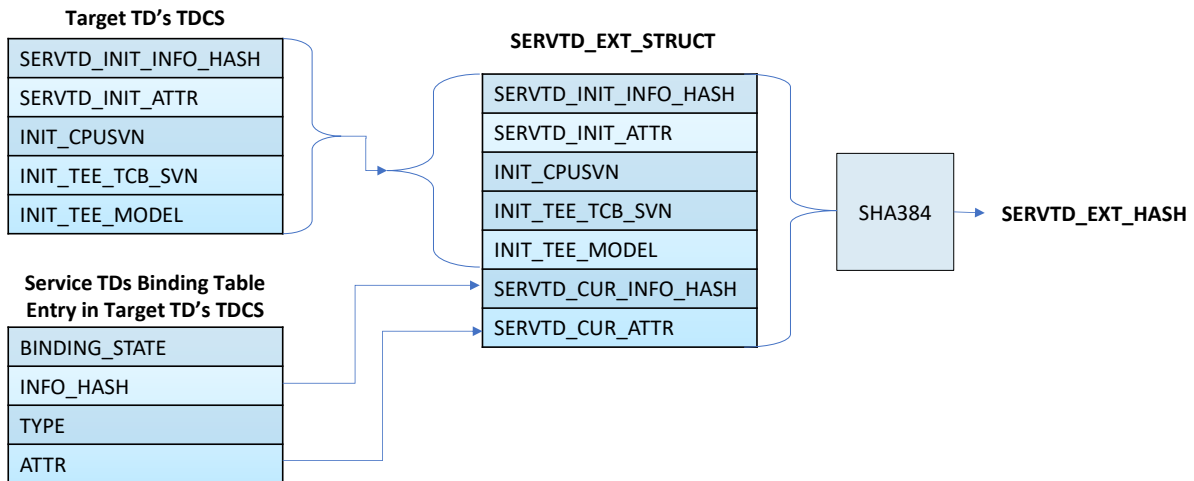 Target TD's TDCS
SERVTD_INIT_INFO_HASH
SERVTD_INIT_ATTR
INIT_CPUSVN
INIT_TEE_TCB_SVN
INIT_TEE_MODEL
Service TDs Binding Table
Entry in Target TD's TDCS
BINDING_STATE
INFO_HASH
TYPE
ATTR
SERVTD_EXT_STRUCT
SERVTD_INIT_INFO_HASH
SERVTD_INIT_ATTR
INIT_CPUSVN
INIT_TEE_TCB_SVN
INIT_TEE_MODEL
SERVTD_CUR_INFO_HASH
SERVTD_CUR_ATTR
SHA384
SERVTD_EXT_HASH